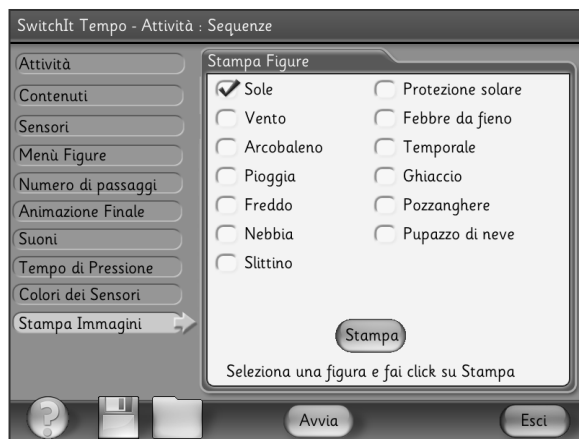 SwitchIt Tempo - Attività : Sequenze
Attività
Contenuti
Sensori
Menù Figure
Numero di passaggi
Animazione Finale
Suoni
Tempo di Pressione
Colori dei Sensori
Stampa Immagini
Stampa Figure
Sole
Vento
Arcobaleno
Pioggia
Freddo
Nebbia
Slittino
Protezione solare
Febbre da fieno
Temporale
Ghiaccio
Pozzanghere
Pupazzo di neve
Stampa
Seleziona una figura e fai click su Stampa
?
Avvia
Esci